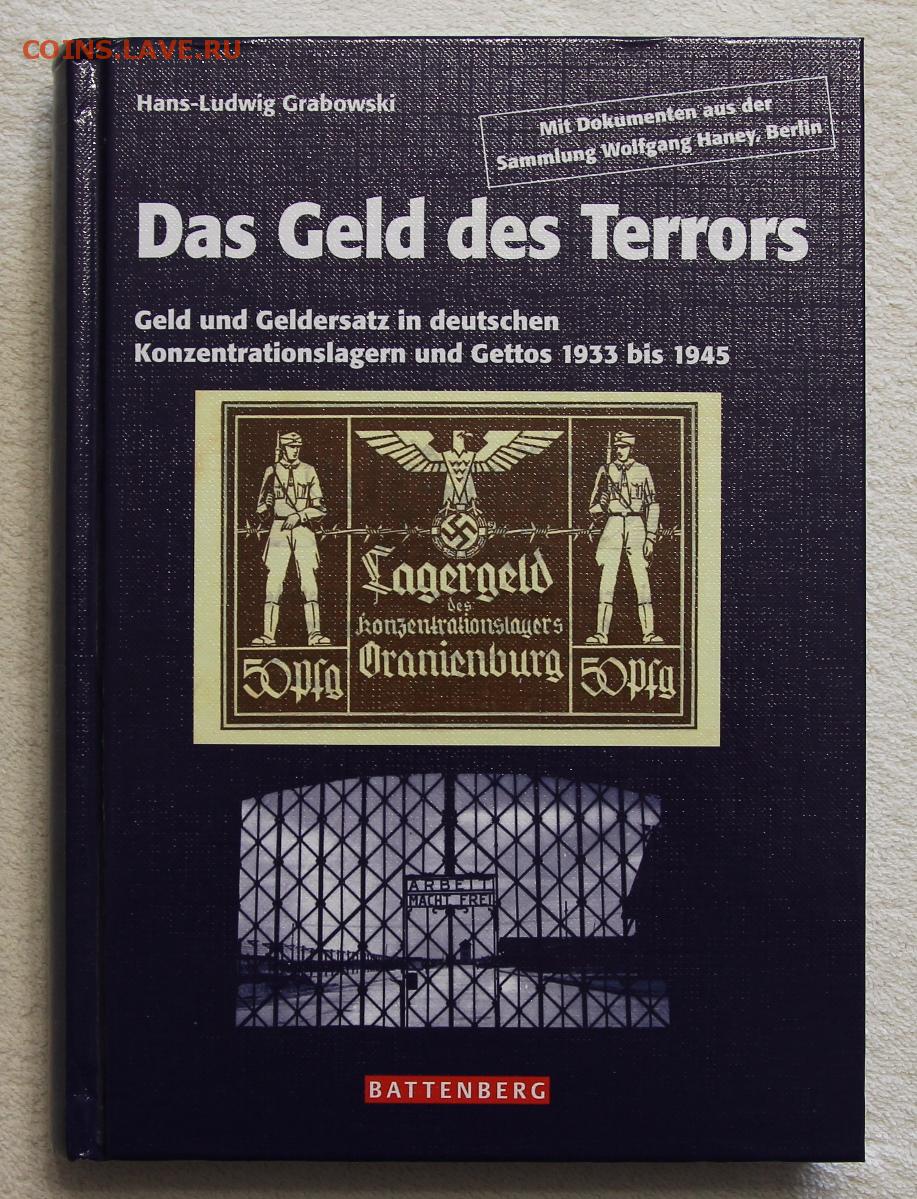 COINS.LAVE.RU
Hans-Ludwig Grabowski
Mit Dokumenten aus der
Sammlung Wolfgang Haney, Berlin
Das Geld des Terrors
Geld und Geldersatz in deutschen
Konzentrationslagern und Gettos 1933 bis 1945
Lagergeld
des
Konzentrationslagers
Oranienburg
50 Pfg
50 Pfg
ARBEIT
MACHT FREI
BATTENBERG